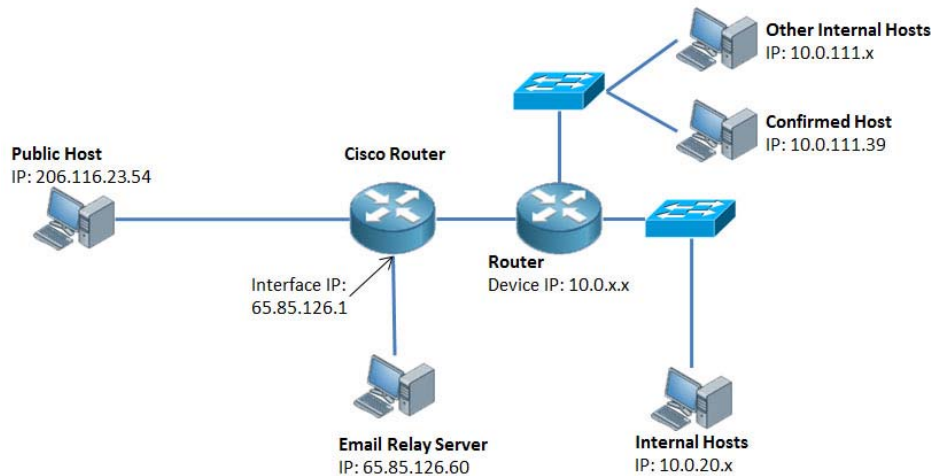 Other Internal Hosts
IP: 10.0.111.x
Confirmed Host
IP: 10.0.111.39
Public Host
IP: 206.116.23.54
Cisco Router
Router
Device IP: 10.0.x.x
Interface IP:
65.85.126.1
Email Relay Server
IP: 65.85.126.60
Internal Hosts
IP: 10.0.20.x